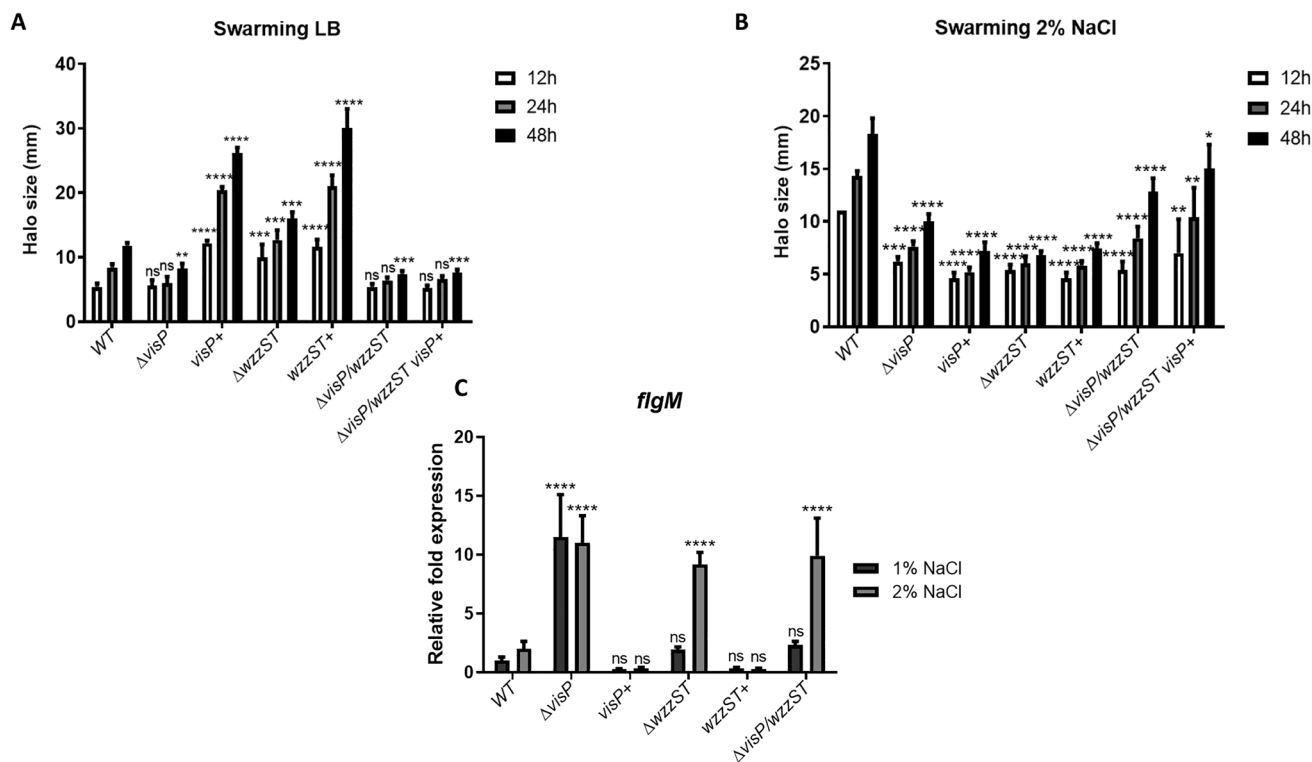 A
Swarming LB
Halo size (mm)
40
30
20
10
0
12h
24h
48h
ns ns **
**** **** ****
*** *** ***
**** **** ****
ns ns ***
ns ns ***
WT
ΔvisP
visP+
ΔwzzST
wzzST+
ΔvisP/wzzST
ΔvisP/wzzST visP+
B
Swarming 2% NaCl
Halo size (mm)
25
20
15
10
5
0
12h
24h
48h
*** **** ****
**** **** ****
**** **** ****
**** **** ****
**** **** ****
** ** *
WT
ΔvisP
visP+
ΔwzzST
wzzST+
ΔvisP/wzzST
ΔvisP/wzzST visP+
C
flgM
Relative fold expression
20
15
10
5
0
1% NaCl
2% NaCl
**** ****
ns ns
ns ****
ns ns
ns ****
WT
ΔvisP
visP+
ΔwzzST
wzzST+
ΔvisP/wzzST